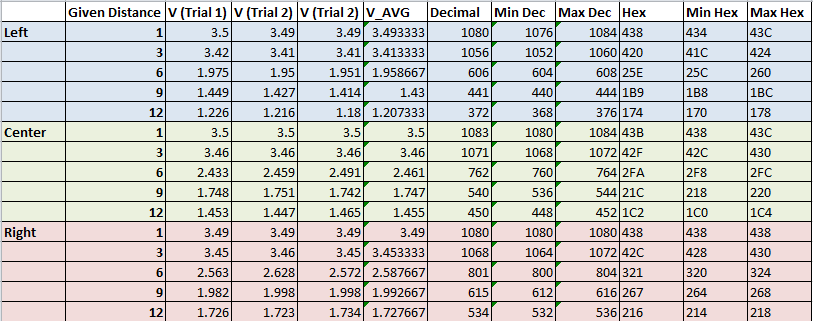 Given Distance V (Trial 1) V (Trial 2) V (Trial 2) V_AVG Decimal Min Dec Max Dec Hex Min Hex Max Hex
Left 1 3.5 3.49 3.49 3.493333 1080 1076 1084 438 434 43C
3 3.42 3.41 3.41 3.413333 1056 1052 1060 420 41C 424
6 1.975 1.95 1.951 1.958667 606 604 608 25E 25C 260
9 1.449 1.427 1.414 1.43 441 440 444 1B9 1B8 1BC
12 1.226 1.216 1.18 1.207333 372 368 376 174 170 178
Center 1 3.5 3.5 3.5 3.5 1083 1080 1084 43B 438 43C
3 3.46 3.46 3.46 3.46 1071 1068 1072 42F 42C 430
6 2.433 2.459 2.491 2.461 762 760 764 2FA 2F8 2FC
9 1.748 1.751 1.742 1.747 540 536 544 21C 218 220
12 1.453 1.447 1.465 1.455 450 448 452 1C2 1C0 1C4
Right 1 3.49 3.49 3.49 3.49 1080 1080 1080 438 438 438
3 3.45 3.46 3.45 3.453333 1068 1064 1072 42C 428 430
6 2.563 2.628 2.572 2.587667 801 800 804 321 320 324
9 1.982 1.998 1.998 1.992667 615 612 616 267 264 268
12 1.726 1.723 1.734 1.727667 534 532 536 216 214 218